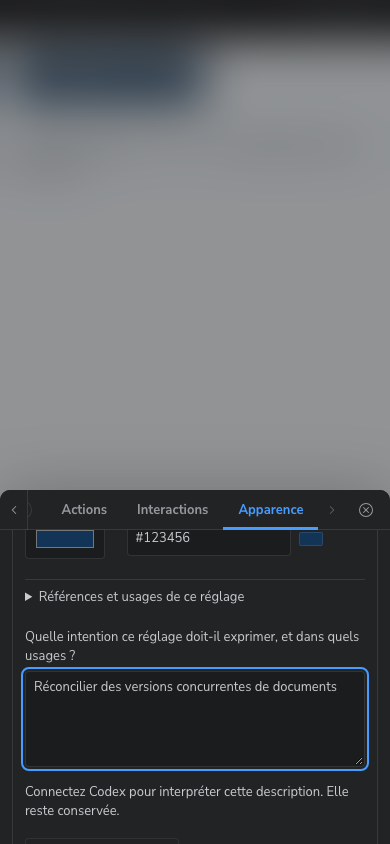 Actions Interactions Apparence
#123456
Références et usages de ce réglage
Quelle intention ce réglage doit-il exprimer, et dans quels
usages ?
Réconcilier des versions concurrentes de documents
Connectez Codex pour interpréter cette description. Elle
reste conservée.